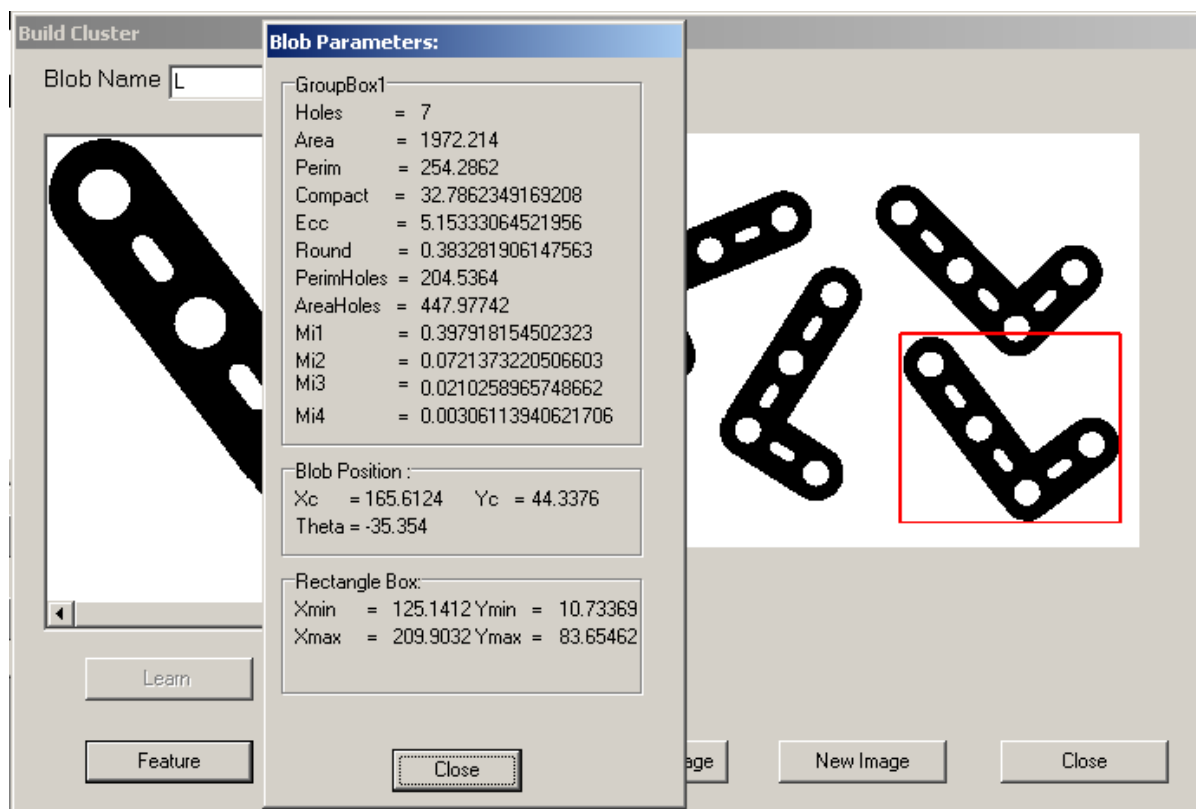 Build Cluster
Blob Name L
Blob Parameters:
GroupBox1
Holes = 7
Area = 1972.214
Perim = 254.2862
Compact = 32.7862349169208
Ecc = 5.15333064521956
Round = 0.383281906147563
PerimHoles = 204.5364
AreaHoles = 447.97742
Mi1 = 0.397918154502323
Mi2 = 0.0721373220506603
Mi3 = 0.0210258965748662
Mi4 = 0.00306113940621706
Blob Position :
Xc = 165.6124 Yc = 44.3376
Theta = -35.354
Rectangle Box:
Xmin = 125.1412 Ymin = 10.73369
Xmax = 209.9032 Ymax = 83.65462
Learn
Feature
Close
age
New Image
Close